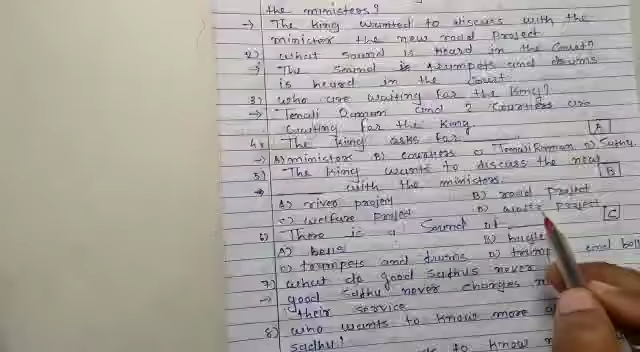 the ministers?
→ The king wanted to discuss with the
minister the new road project
2) what sound is heard in the Court?
→ The sound is trumpets and drums
is heard in the Court
3) who are waiting for the king?
→ Tenali Raman and 2 Courtiers are
waiting for the king
4) The king asks for A
→ A) ministers B) courtiers c) Tenali Raman D) Sadhu
5) The king wants to discuss the new B
→ with the ministers.
A) river project B) road project
c) welfare project D) water project
6) There is a Sound of C
A) bells B) bugle
c) trumpets and drums D) trump and bell
7) what do good sadhus never
→ good sadhu never charges
their service
8) who wants to know more
sadhu?
to know